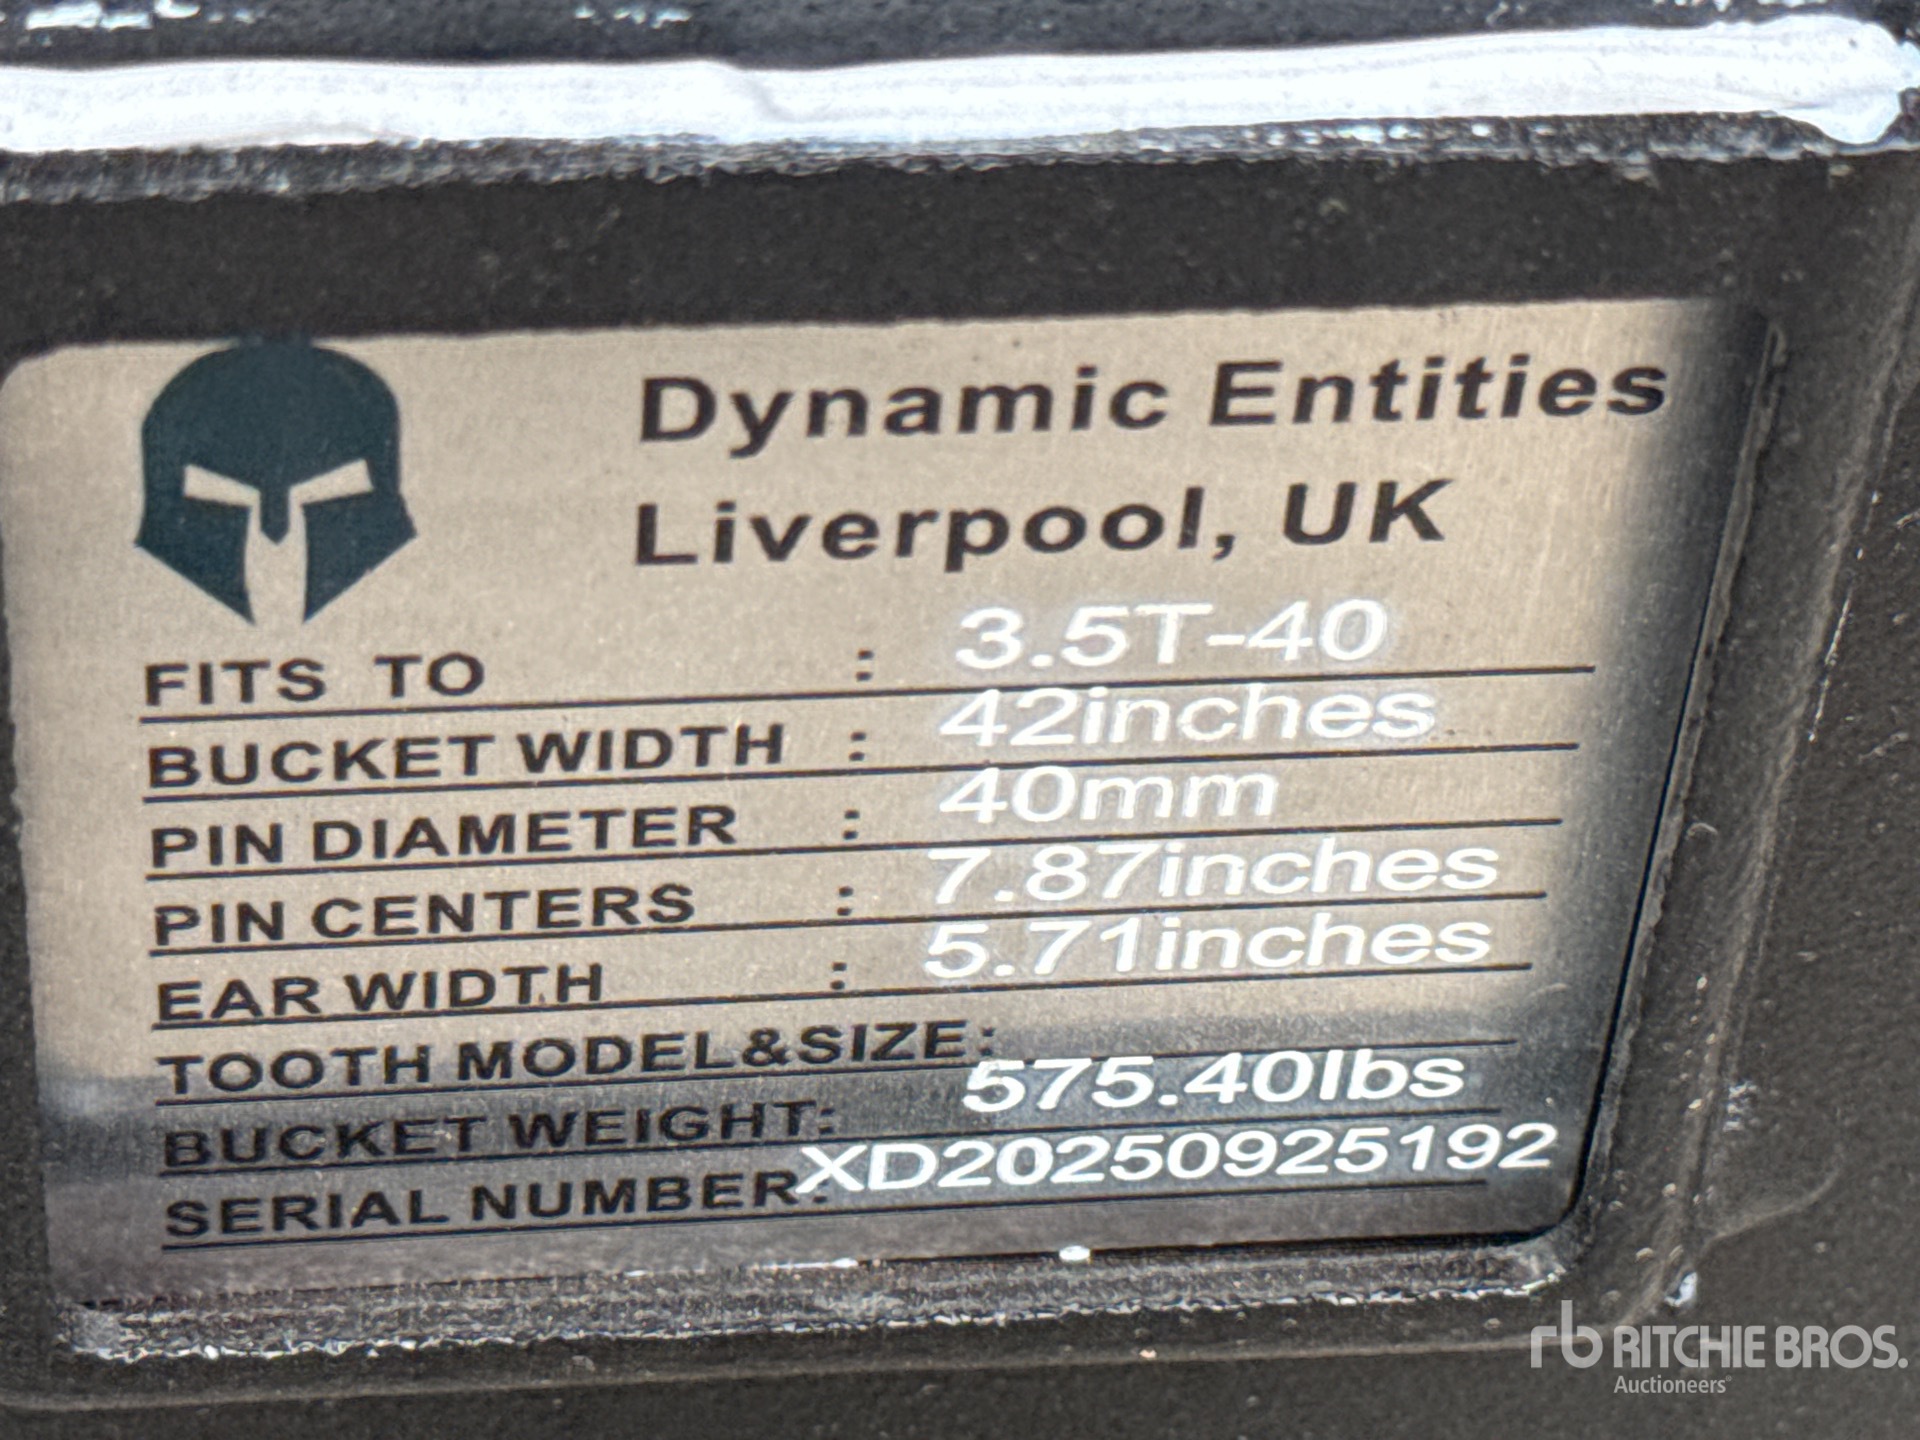 Dynamic Entities
Liverpool, UK
FITS TO : 3.5T-40
BUCKET WIDTH : 42inches
PIN DIAMETER : 40mm
PIN CENTERS : 7.87inches
EAR WIDTH : 5.71inches
TOOTH MODEL&SIZE:
BUCKET WEIGHT: 575.40lbs
SERIAL NUMBER: XD20250925192
rb RITCHIE BROS.
Auctioneers